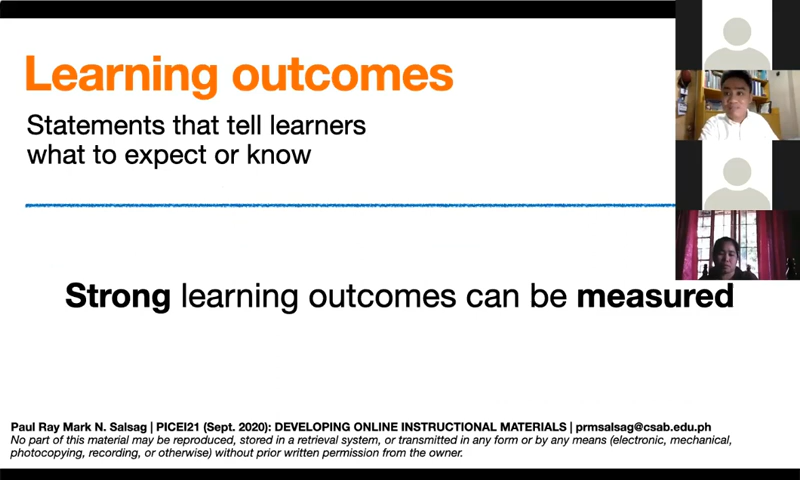 Learning outcomes
Statements that tell learners
what to expect or know
Strong learning outcomes can be measured
Paul Ray Mark N. Salsag | PICEI21 (Sept. 2020): DEVELOPING ONLINE INSTRUCTIONAL MATERIALS | prmsalsag@csab.edu.ph
No part of this material may be reproduced, stored in a retrieval system, or transmitted in any form or by any means (electronic, mechanical,
photocopying, recording, or otherwise) without prior written permission from the owner.